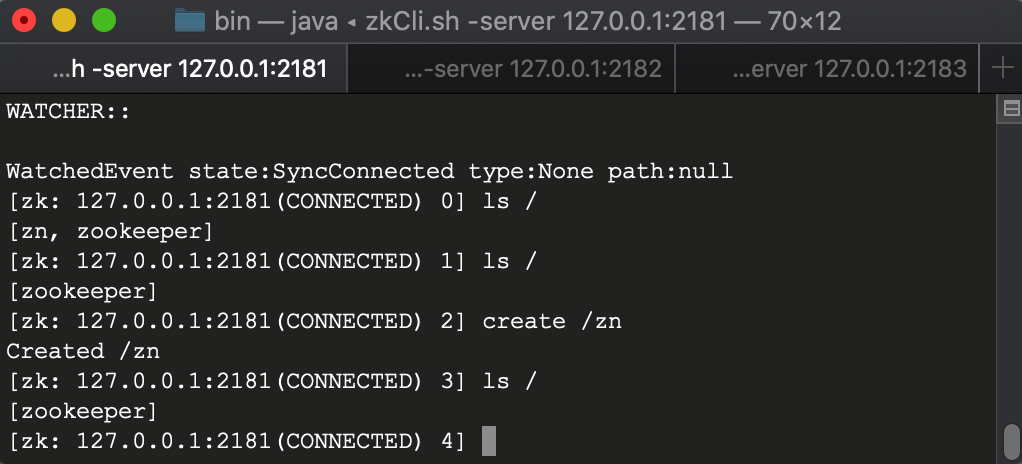 bin — java ◂ zkCli.sh -server 127.0.0.1:2181 — 70×12
...h -server 127.0.0.1:2181
...-server 127.0.0.1:2182
...erver 127.0.0.1:2183
WATCHER::
WatchedEvent state:SyncConnected type:None path:null
[zk: 127.0.0.1:2181(CONNECTED) 0] ls /
[zn, zookeeper]
[zk: 127.0.0.1:2181(CONNECTED) 1] ls /
[zookeeper]
[zk: 127.0.0.1:2181(CONNECTED) 2] create /zn
Created /zn
[zk: 127.0.0.1:2181(CONNECTED) 3] ls /
[zookeeper]
[zk: 127.0.0.1:2181(CONNECTED) 4]